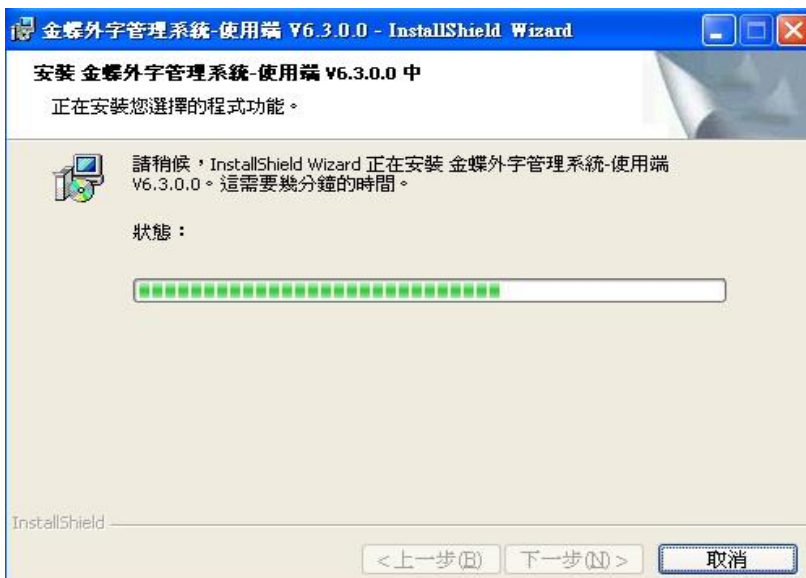 金蝶外字管理系統-使用端 V6.3.0.0 - InstallShield Wizard
安裝 金蝶外字管理系統-使用端 V6.3.0.0 中
正在安裝您選擇的程式功能。
請稍候，InstallShield Wizard 正在安裝 金蝶外字管理系統-使用端
V6.3.0.0。這需要幾分鐘的時間。
狀態：
InstallShield
<上一步(B) 下一步(N) > 取消